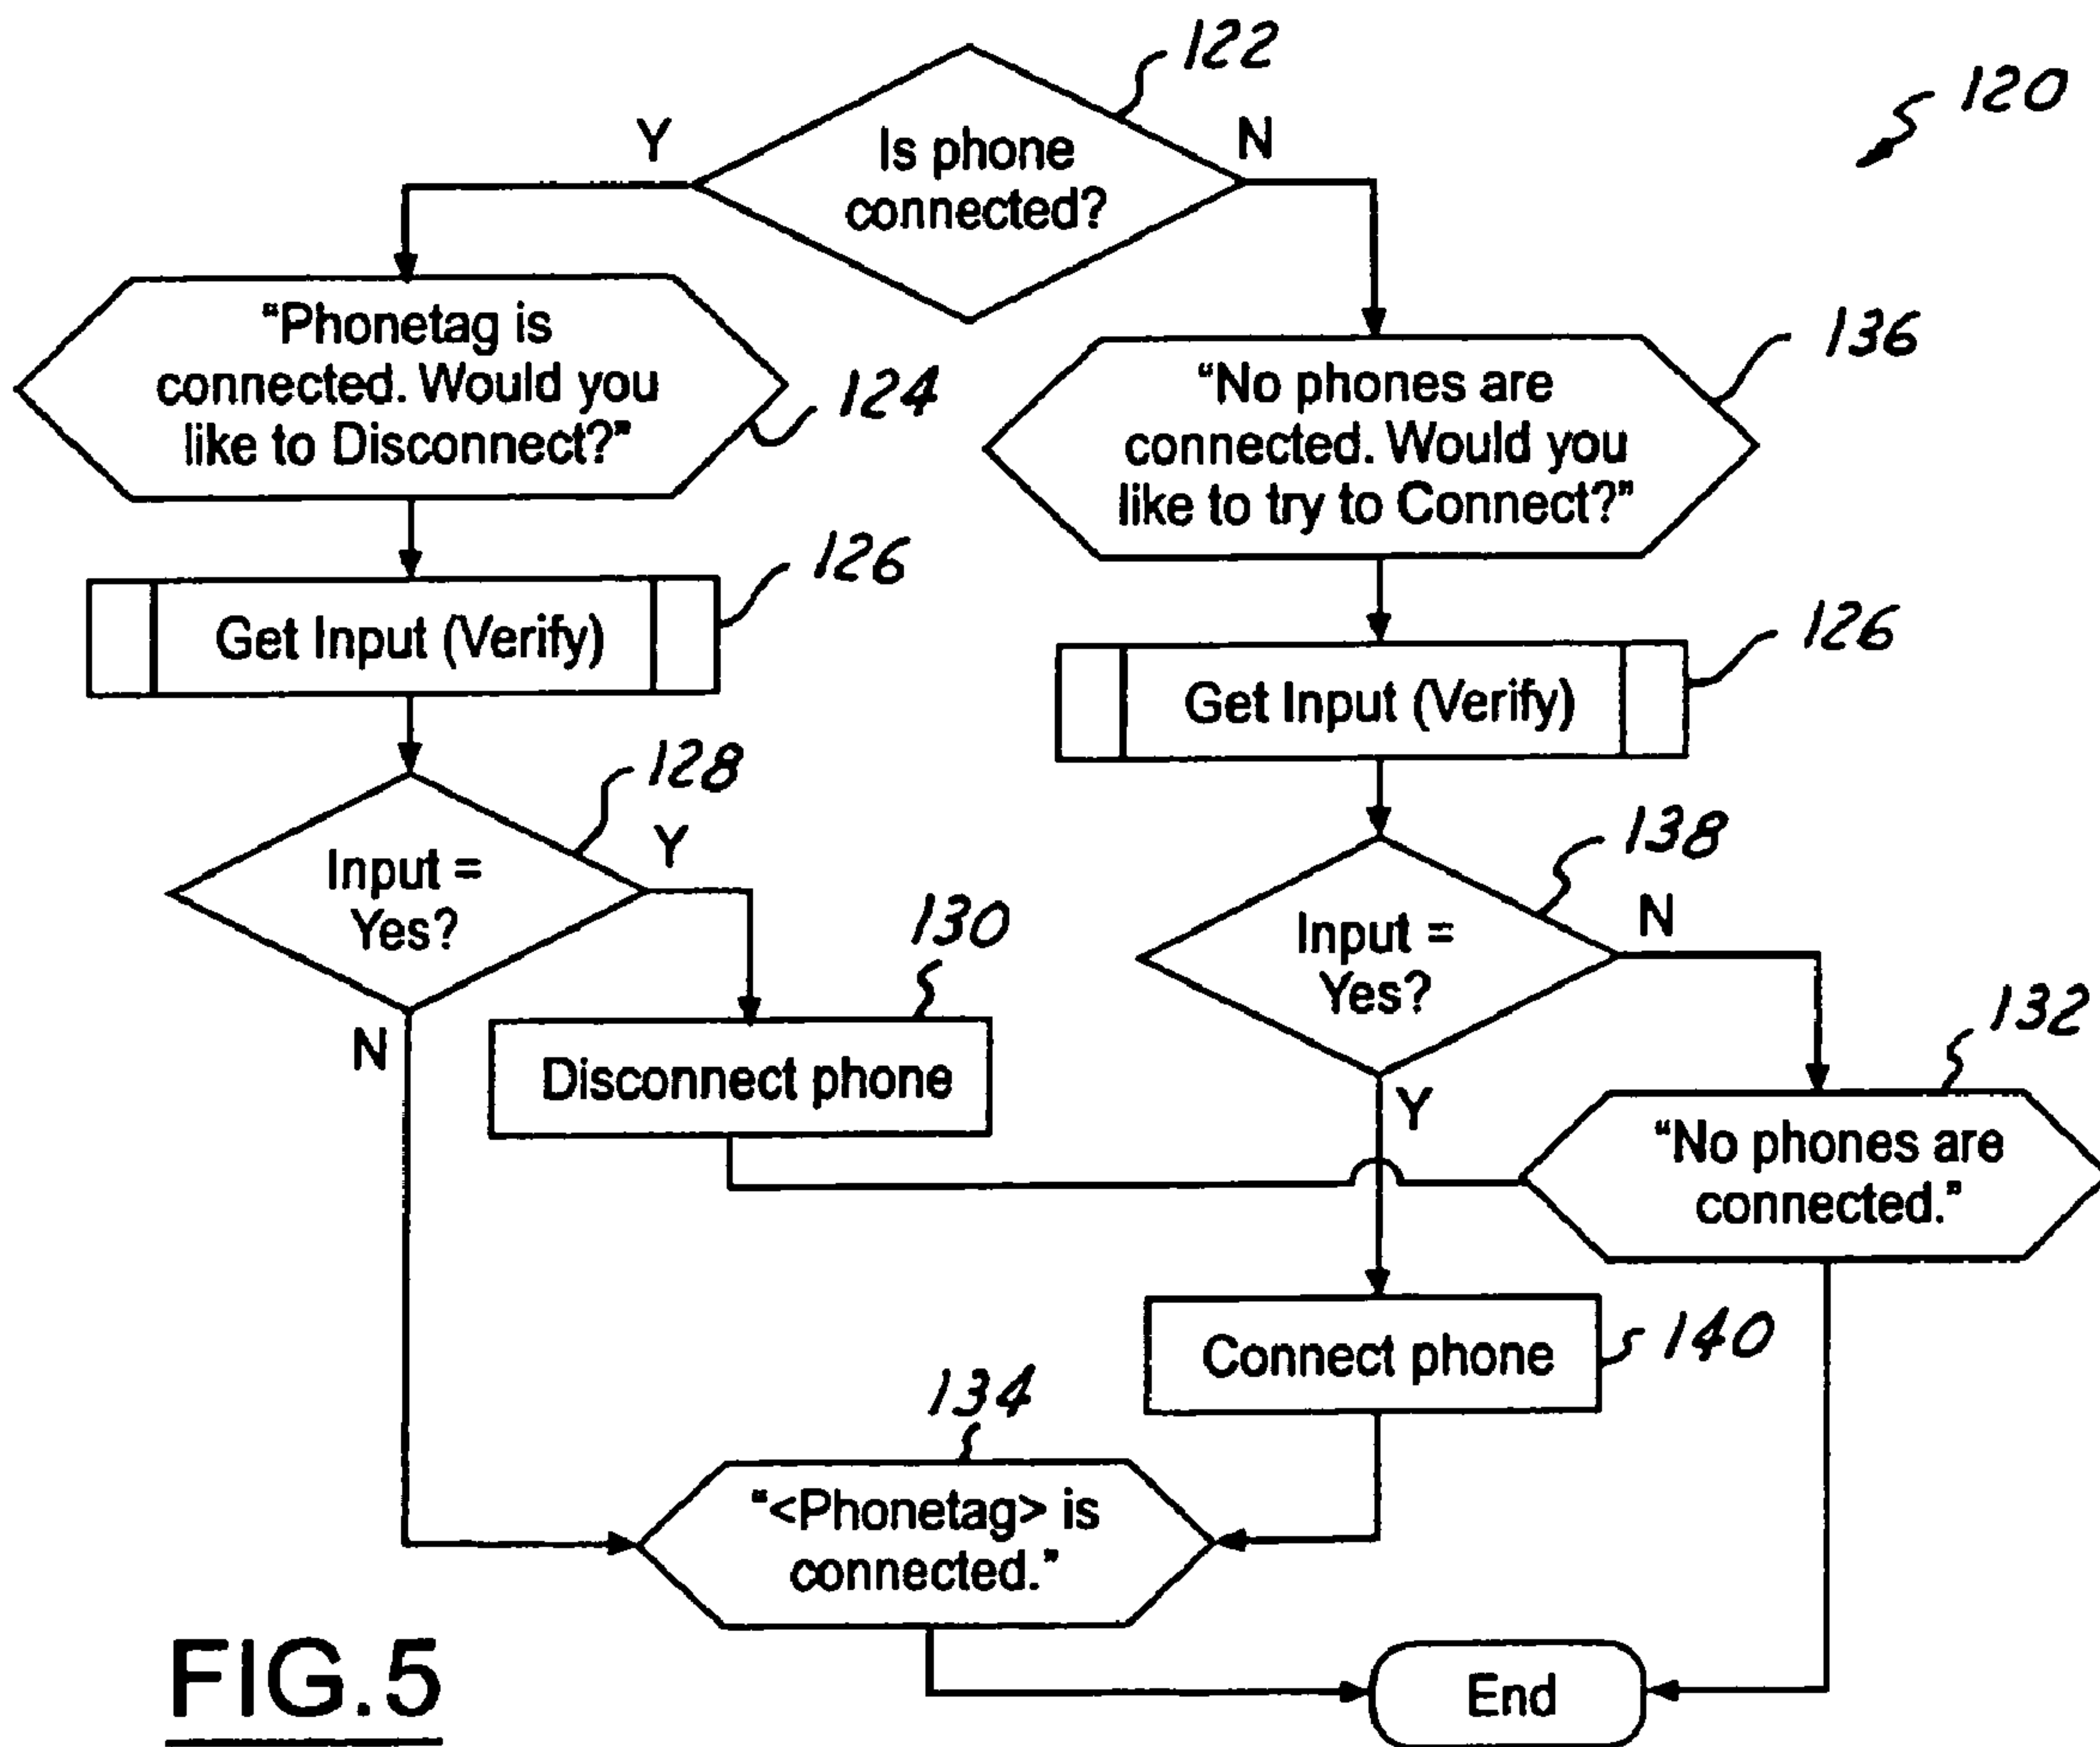 122
120
Y
Is phone
connected?
N
"Phonetag is
connected. Would you
like to Disconnect?"
124
"No phones are
connected. Would you
like to try to Connect?"
136
Get Input (Verify)
126
Get Input (Verify)
126
Input =
Yes?
128
Y
N
Input =
Yes?
138
N
Y
130
Disconnect phone
132
"No phones are
connected."
Connect phone
140
134
"<Phonetag> is
connected."
End
FIG.5